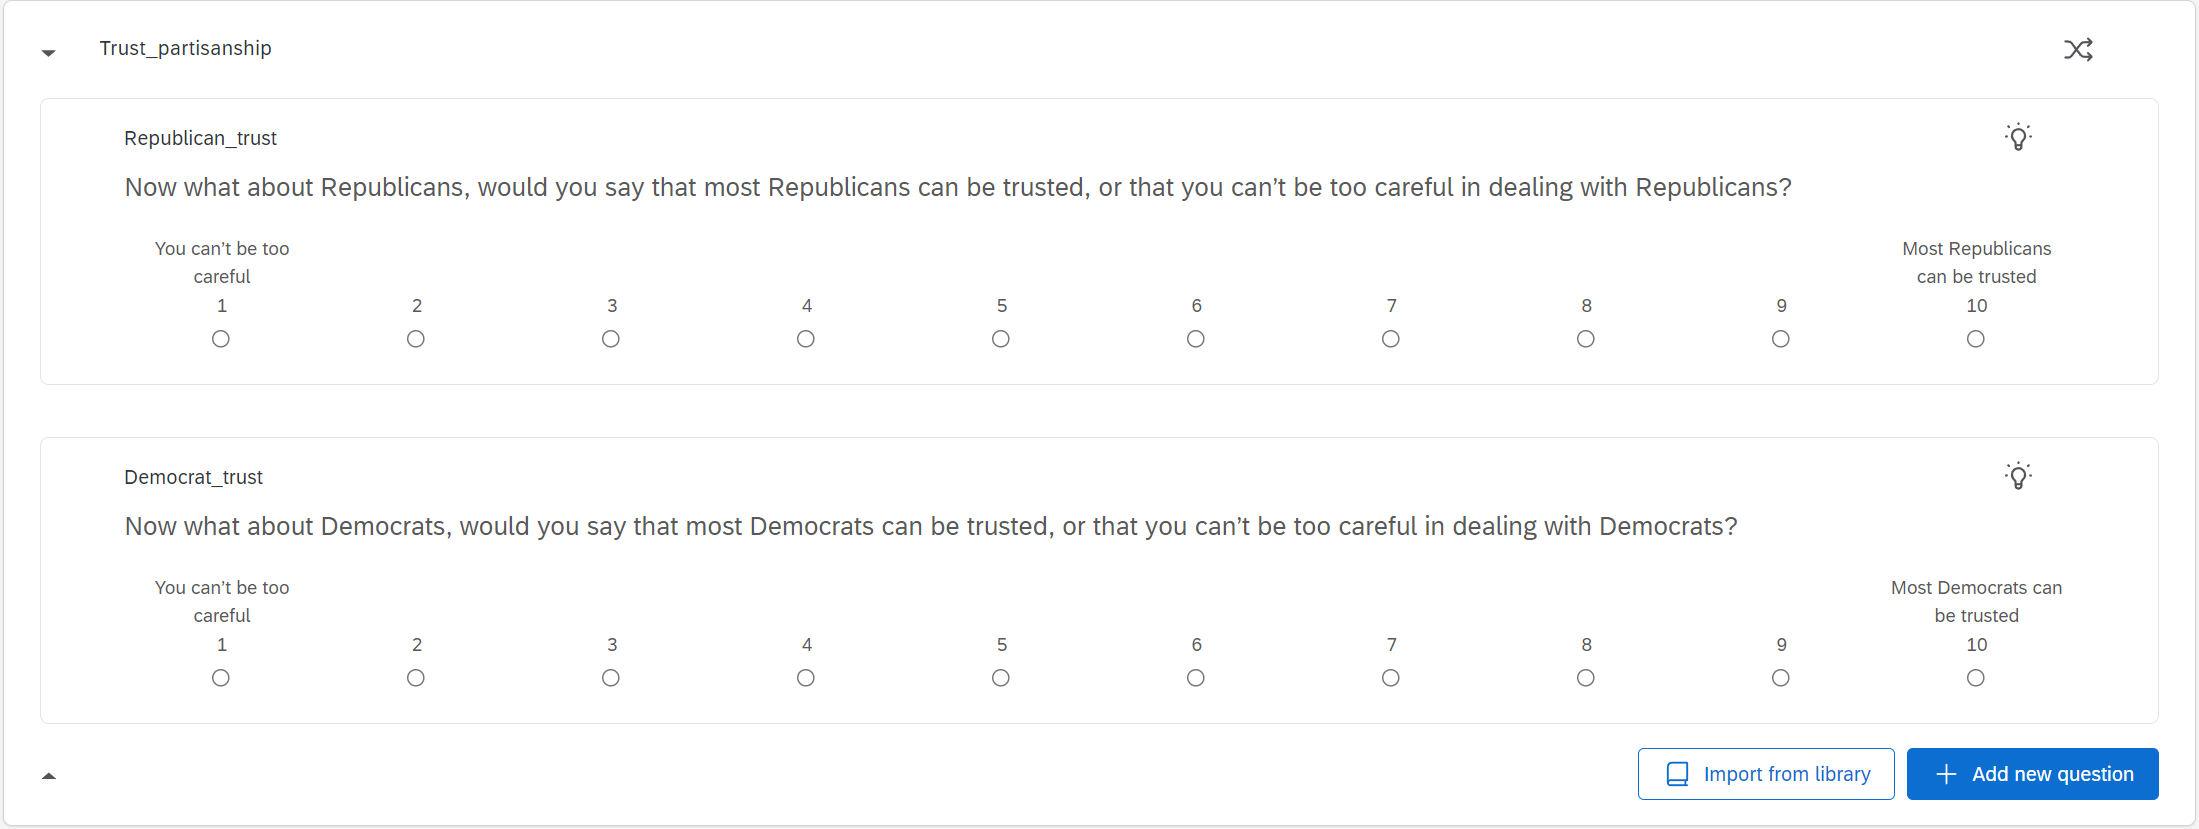 Trust_partisanship
Republican_trust
Now what about Republicans, would you say that most Republicans can be trusted, or that you can’t be too careful in dealing with Republicans?
You can’t be too
careful
Most Republicans
can be trusted
1 2 3 4 5 6 7 8 9 10
Democrat_trust
Now what about Democrats, would you say that most Democrats can be trusted, or that you can’t be too careful in dealing with Democrats?
You can’t be too
careful
Most Democrats can
be trusted
1 2 3 4 5 6 7 8 9 10
Import from library
Add new question